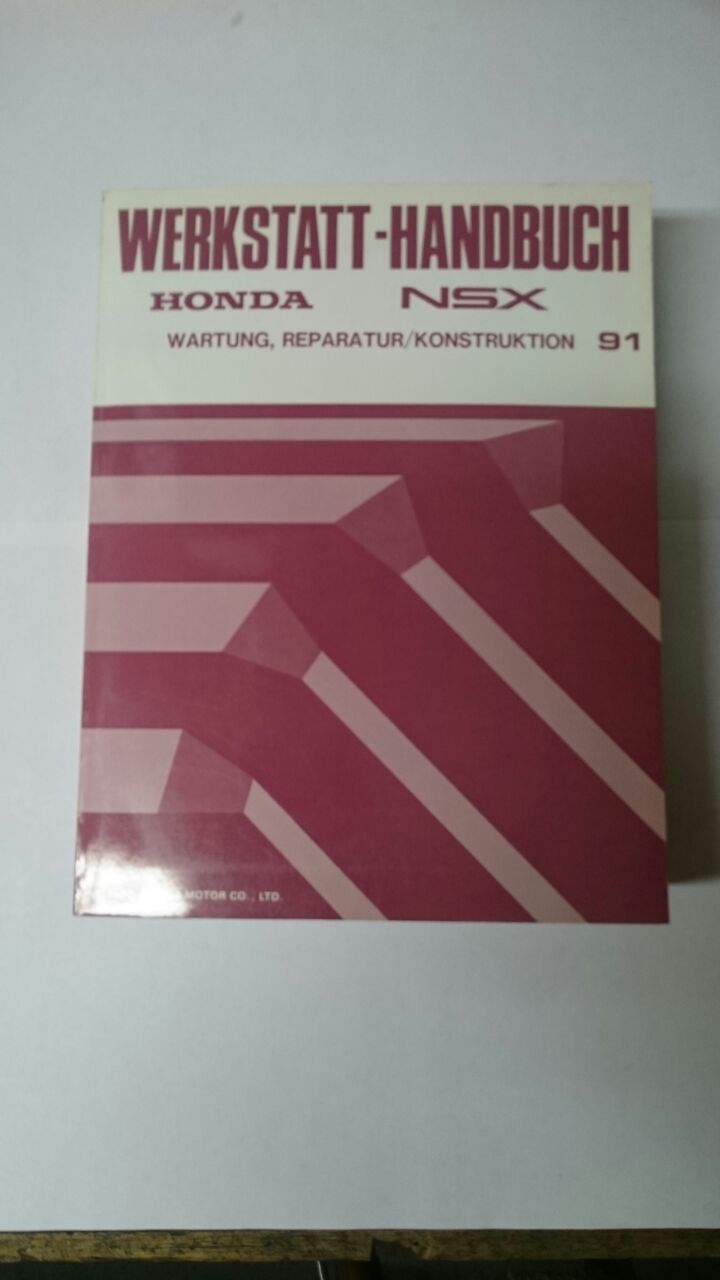 WERKSTATT-HANDBUCH
HONDA NSX
WARTUNG, REPARATUR/KONSTRUKTION 91
MOTOR CO., LTD.